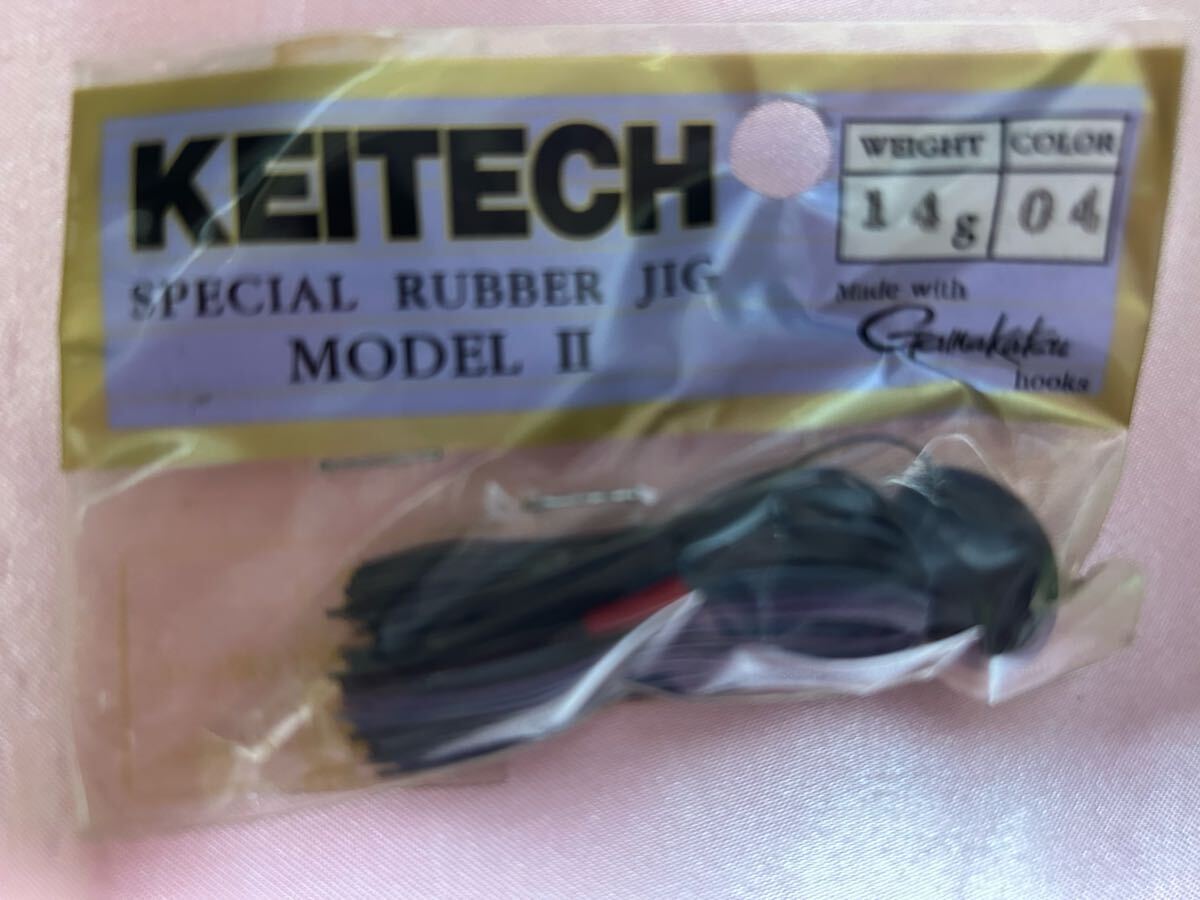 KEITECH
SPECIAL RUBBER JIG
MODEL II
WEIGHT COLOR
14g 04
Made with
Gamakatsu
hooks